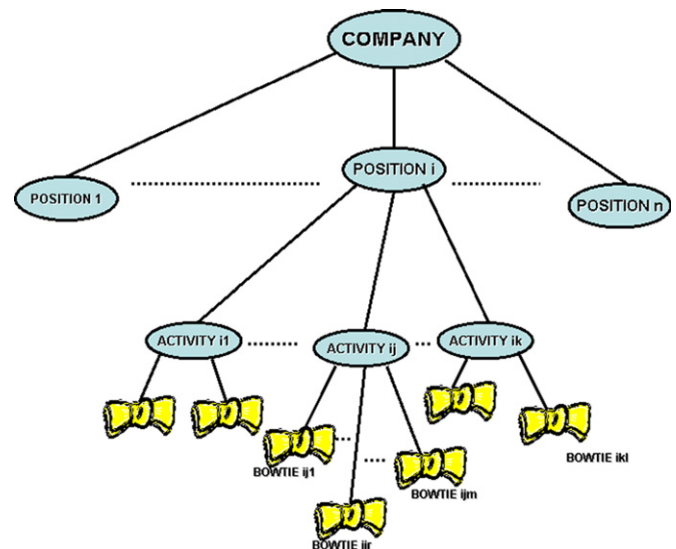 COMPANY
POSITION i
POSITION 1
POSITION n
ACTIVITY i1
ACTIVITY ij
ACTIVITY ik
BOWTIE ij1
BOWTIE ijm
BOWTIE ikl
BOWTIE ijr